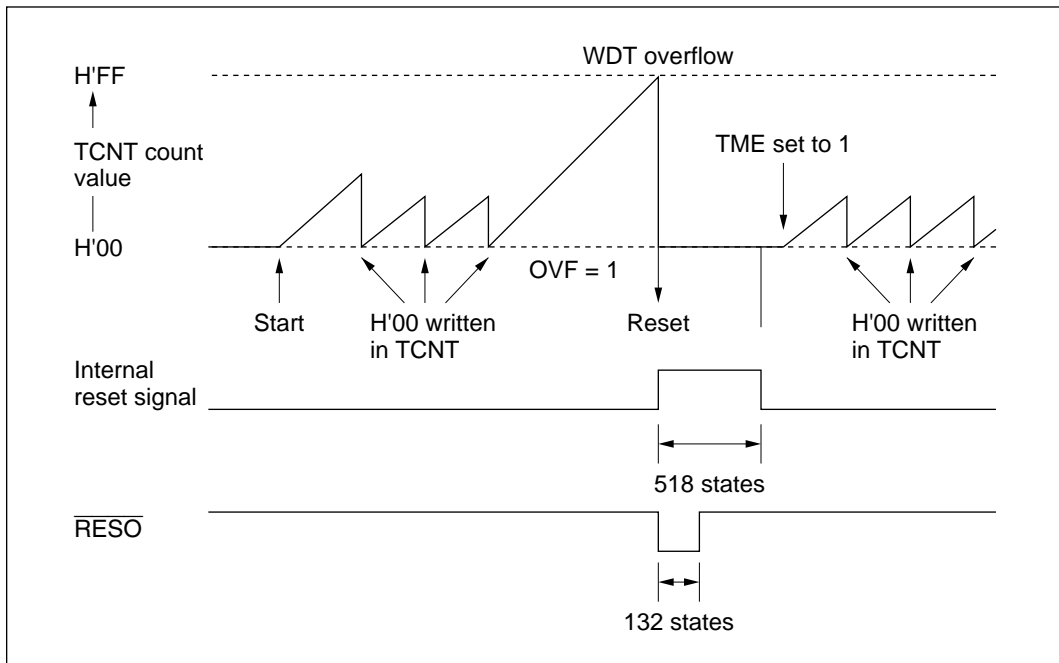 WDT overflow
H'FF
TME set to 1
TCNT count
value
H'00
OVF = 1
Start
H'00 written
in TCNT
Reset
H'00 written
in TCNT
Internal
reset signal
518 states
RESO
132 states